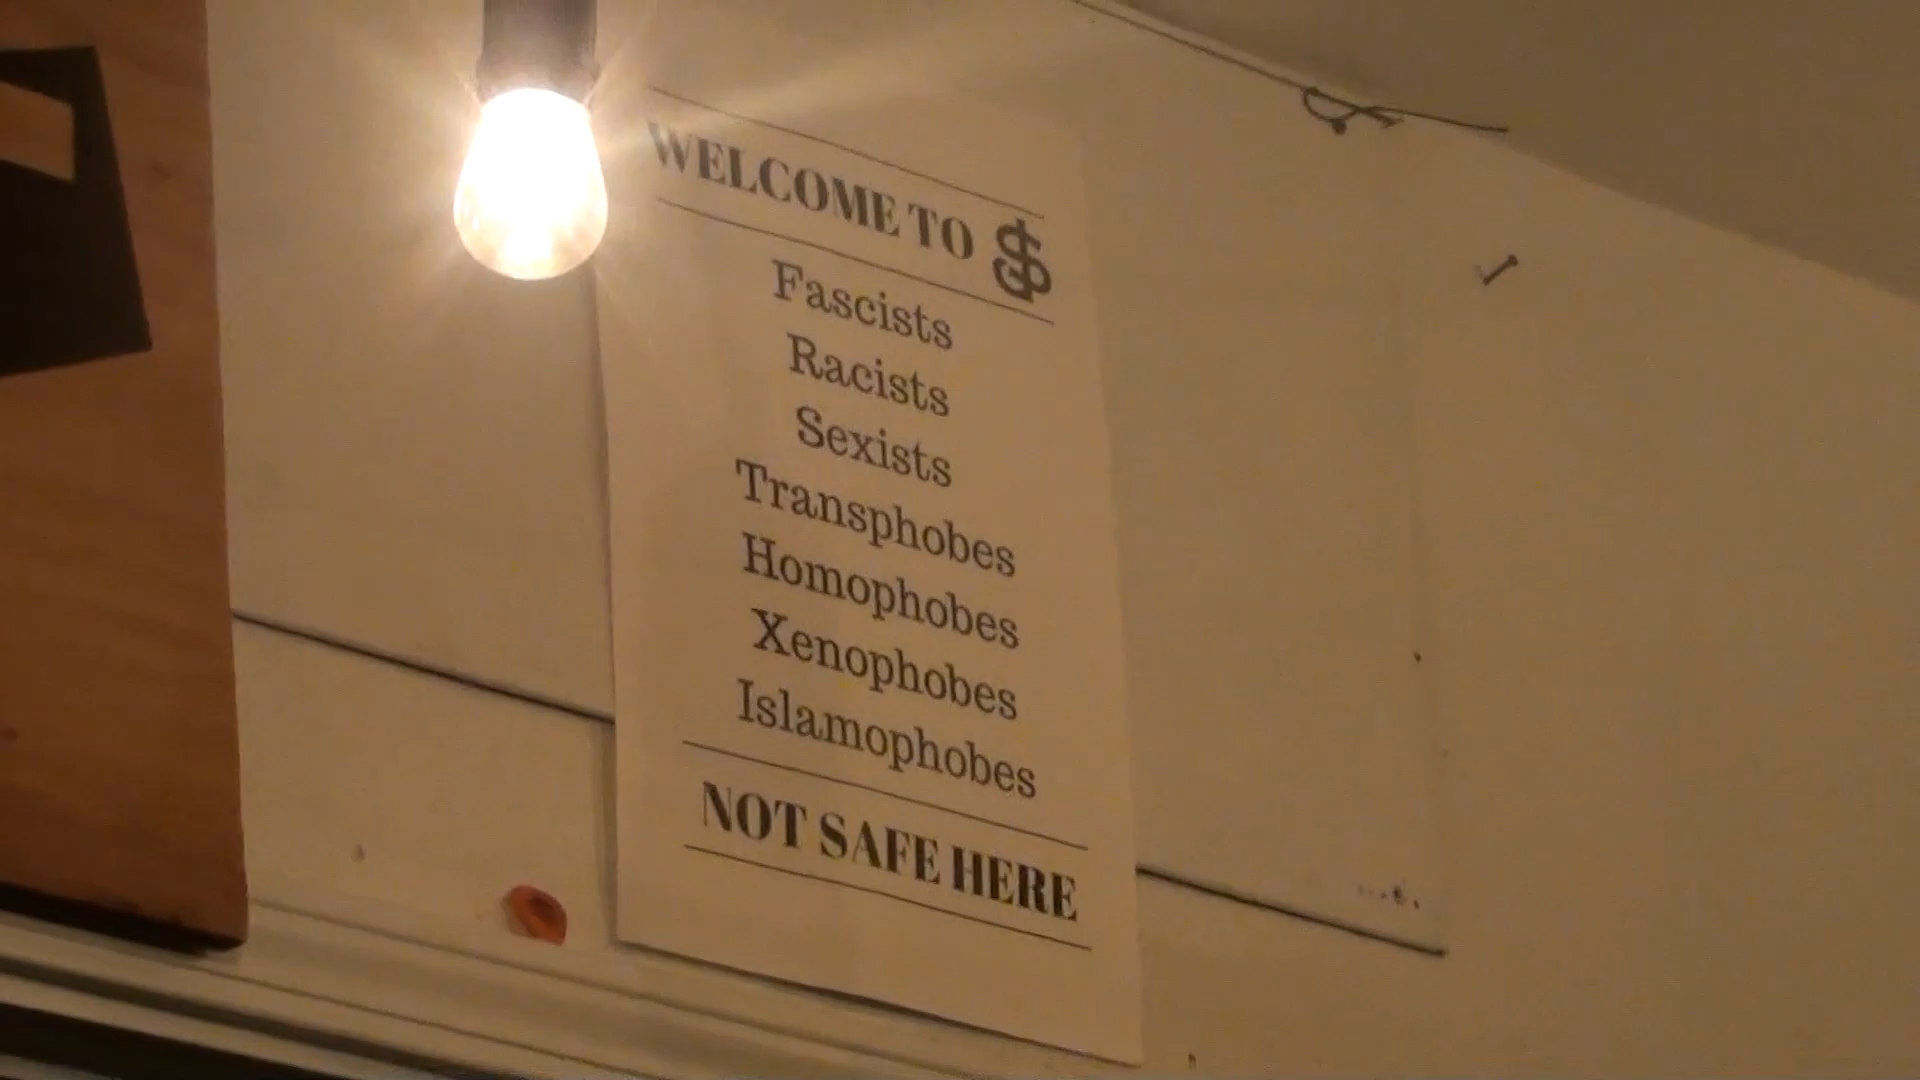 WELCOME TO
Fascists
Racists
Sexists
Transphobes
Homophobes
Xenophobes
Islamophobes
NOT SAFE HERE